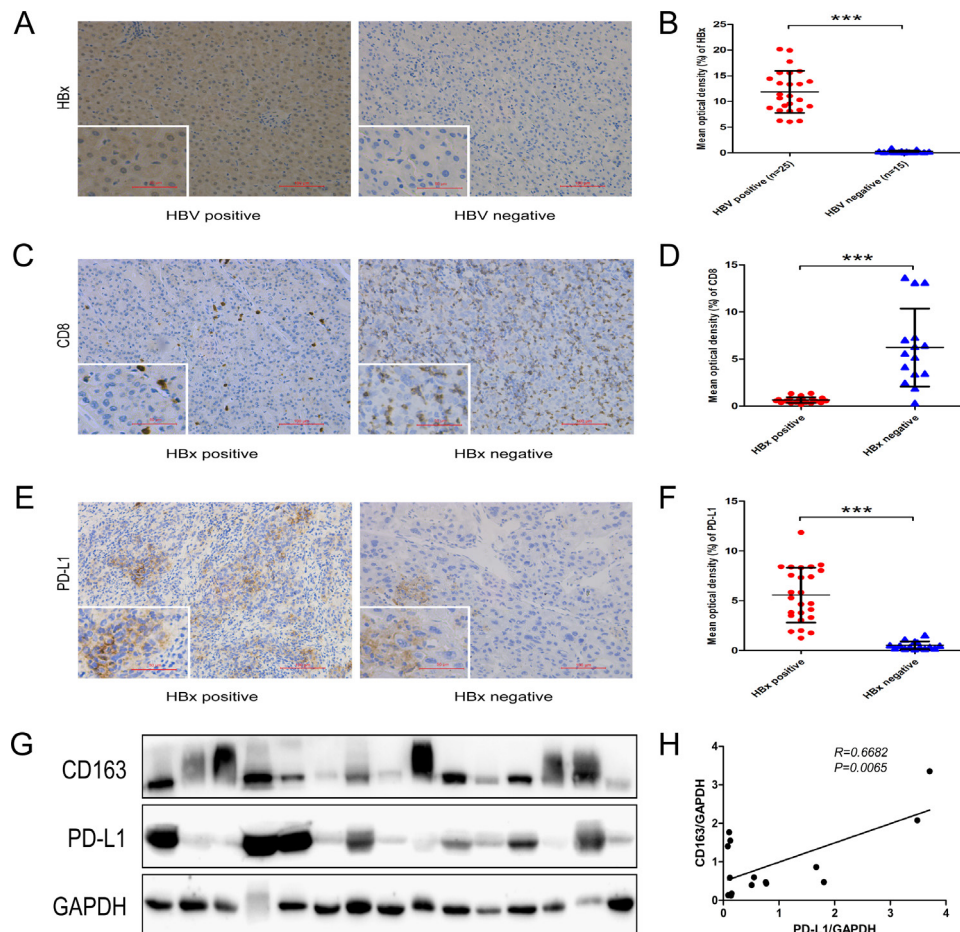 A
HBx
HBV positive
HBV negative
B
***
Mean optical density (%) of HBx
25
20
15
10
5
0
HBV positive (n=25)
HBV negative (n=15)
C
CD8
HBx positive
HBx negative
D
***
Mean optical density (%) of CD8
15
10
5
0
HBx positive
HBx negative
E
PD-L1
HBx positive
HBx negative
F
***
Mean optical density (%) of PD-L1
15
10
5
0
HBx positive
HBx negative
G
CD163
PD-L1
GAPDH
H
R=0.6682
P=0.0065
CD163/GAPDH
4
3
2
1
0
0 1 2 3 4
PD-L1/GAPDH